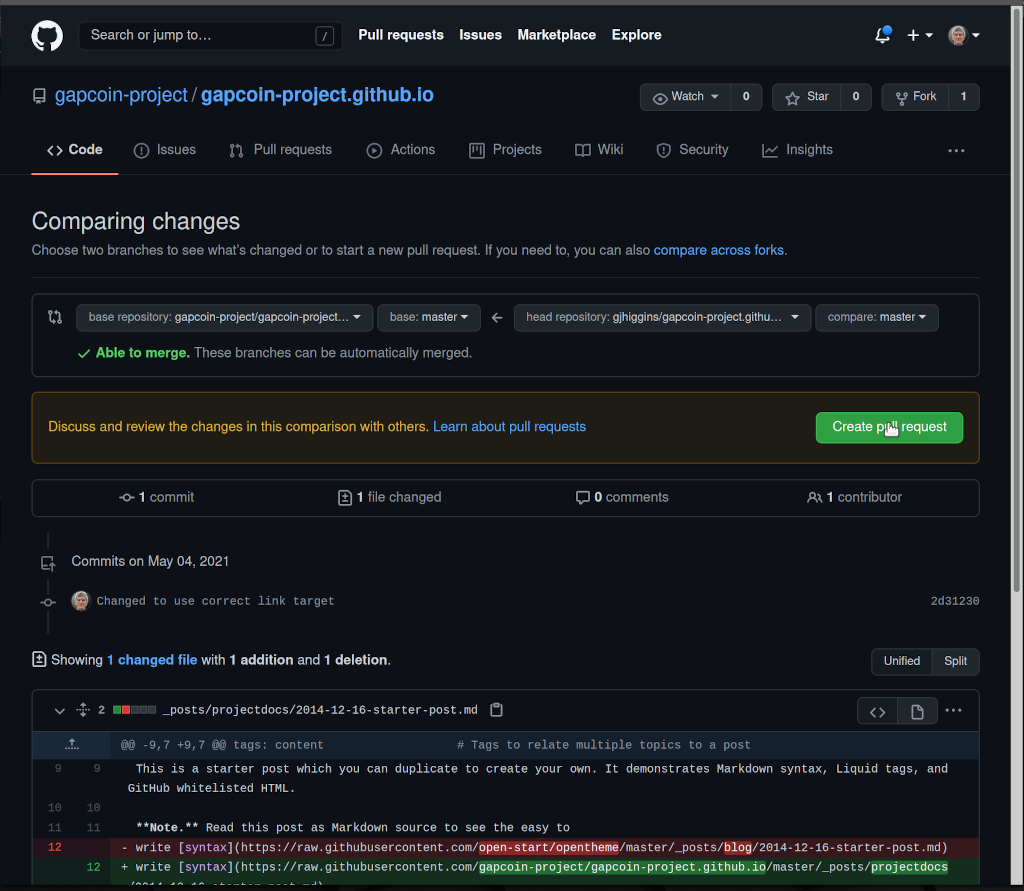 Search or jump to… /
Pull requests Issues Marketplace Explore
gapcoin-project / gapcoin-project.github.io
Watch 0 Star 0 Fork 1
Code Issues Pull requests Actions Projects Wiki Security Insights
Comparing changes
Choose two branches to see what's changed or to start a new pull request. If you need to, you can also compare across forks.
base repository: gapcoin-project/gapcoin-project… base: master ← head repository: gjhiggins/gapcoin-project.githu… compare: master
Able to merge. These branches can be automatically merged.
Discuss and review the changes in this comparison with others. Learn about pull requests
Create pull request
1 commit 1 file changed 0 comments 1 contributor
Commits on May 04, 2021
Changed to use correct link target 2d31230
Showing 1 changed file with 1 addition and 1 deletion.
Unified Split
2 _posts/projectdocs/2014-12-16-starter-post.md
@@ -9,7 +9,7 @@ tags: content # Tags to relate multiple topics to a post
9 9 This is a starter post which you can duplicate to create your own. It demonstrates Markdown syntax, Liquid tags, and
GitHub whitelisted HTML.
10 10
11 11 **Note.** Read this post as Markdown source to see the easy to
12 - write [syntax](https://raw.githubusercontent.com/open-start/opentheme/master/_posts/blog/2014-12-16-starter-post.md)
12 + write [syntax](https://raw.githubusercontent.com/gapcoin-project/gapcoin-project.github.io/master/_posts/projectdocs
/2014-12-16-starter-post.md)